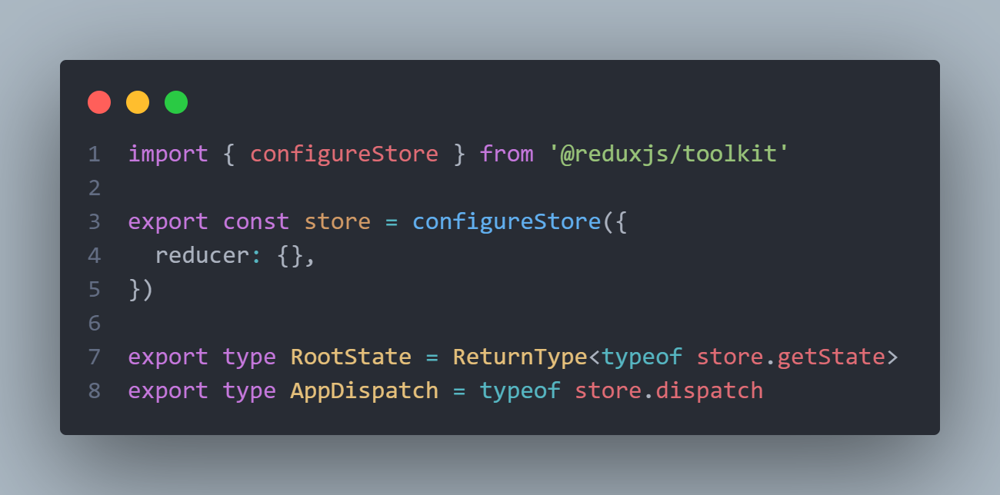 1 import { configureStore } from '@reduxjs/toolkit'
2
3 export const store = configureStore({
4   reducer: {},
5 })
6
7 export type RootState = ReturnType<typeof store.getState>
8 export type AppDispatch = typeof store.dispatch